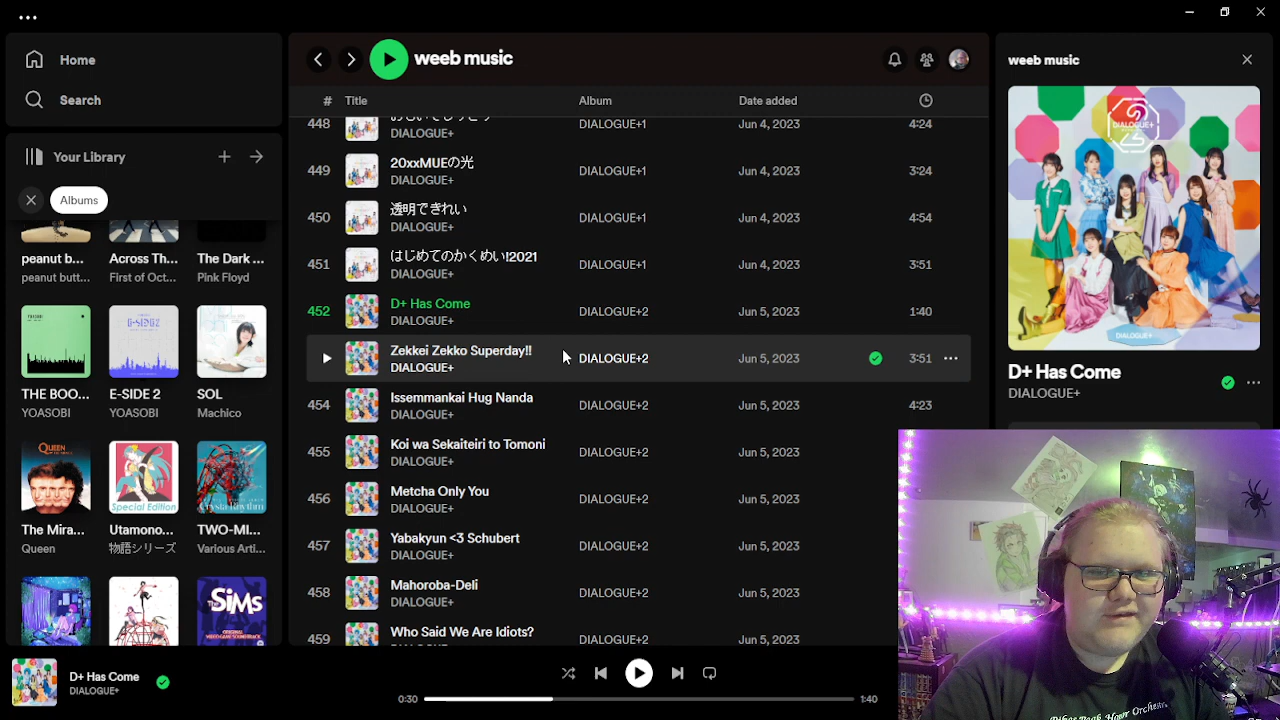 Home
Search
Your Library
Albums
peanut b...
peanut butt...
Across Th...
First of Oct...
The Dark ...
Pink Floyd
THE BOO...
YOASOBI
E-SIDE 2
YOASOBI
SOL
Machico
The Mira...
Queen
Utamono...
物語シリーズ
TWO-MI...
Various Arti...
weeb music
# Title Album Date added
448 DIALOGUE+ DIALOGUE+1 Jun 4, 2023 4:24
449 20xxMUEの光 DIALOGUE+1 Jun 4, 2023 3:24
DIALOGUE+
450 透明できれい DIALOGUE+1 Jun 4, 2023 4:54
DIALOGUE+
451 はじめてのかくめい!2021 DIALOGUE+1 Jun 4, 2023 3:51
DIALOGUE+
452 D+ Has Come DIALOGUE+2 Jun 5, 2023 1:40
DIALOGUE+
Zekkei Zekko Superday!! DIALOGUE+2 Jun 5, 2023 3:51
DIALOGUE+
454 Issemmankai Hug Nanda DIALOGUE+2 Jun 5, 2023 4:23
DIALOGUE+
455 Koi wa Sekaiteiri to Tomoni DIALOGUE+2 Jun 5, 2023
DIALOGUE+
456 Metcha Only You DIALOGUE+2 Jun 5, 2023
DIALOGUE+
457 Yabakyun <3 Schubert DIALOGUE+2 Jun 5, 2023
DIALOGUE+
458 Mahoroba-Deli DIALOGUE+2 Jun 5, 2023
DIALOGUE+
459 Who Said We Are Idiots? DIALOGUE+2 Jun 5, 2023
weeb music
DIALOGUE+
DIALOGUE+
D+ Has Come
DIALOGUE+
QUEEN
G-SIDE2
Special Edition
Crysta Rhythm
The SiMS
D+ Has Come
DIALOGUE+
0:30 1:40